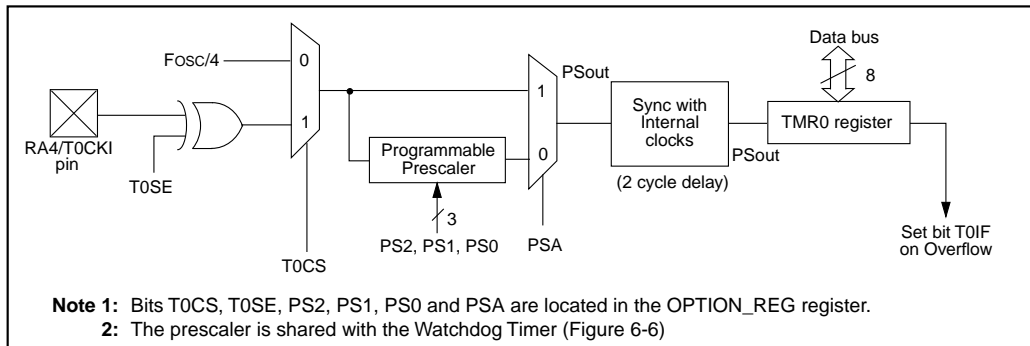 Data bus
FOSC/4
0
PSout
8
1
Sync with
Internal
clocks
TMR0 register
1
RA4/T0CKI
pin
Programmable
Prescaler
0
PSout
T0SE
(2 cycle delay)
3
PS2, PS1, PS0
PSA
Set bit T0IF
on Overflow
T0CS
Note 1: Bits T0CS, T0SE, PS2, PS1, PS0 and PSA are located in the OPTION_REG register.
2: The prescaler is shared with the Watchdog Timer (Figure 6-6)